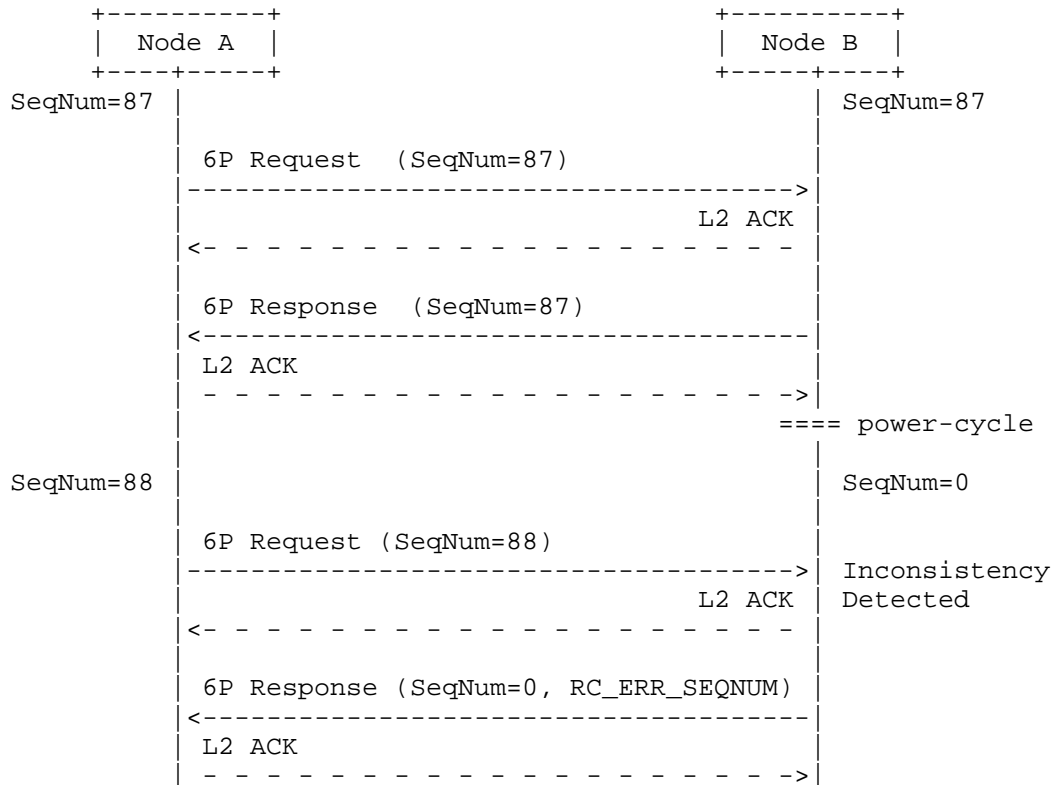 Node A Node B
SeqNum=87 SeqNum=87
6P Request (SeqNum=87)
L2 ACK
6P Response (SeqNum=87)
L2 ACK
==== power-cycle
SeqNum=88 SeqNum=0
6P Request (SeqNum=88)
Inconsistency
L2 ACK Detected
6P Response (SeqNum=0, RC_ERR_SEQNUM)
L2 ACK